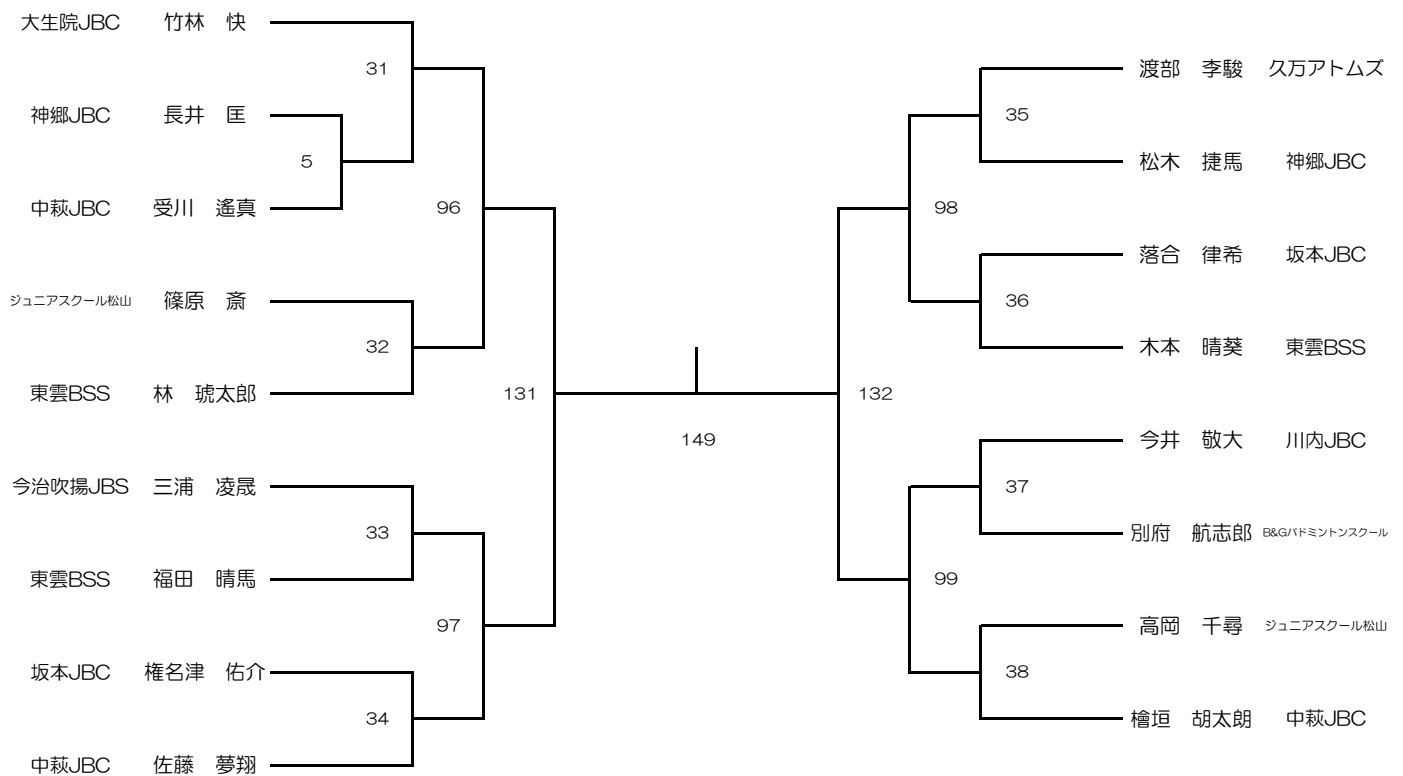 大生院JBC 竹林 快
31
神郷JBC 長井 匡
5
中萩JBC 受川 遙真
96
ジュニアスクール松山 篠原 斎
32
東雲BSS 林 琥太郎
131
今治吹揚JBS 三浦 凌晟
33
東雲BSS 福田 晴馬
97
坂本JBC 権名津 佑介
34
中萩JBC 佐藤 夢翔
149
渡部 李駿 久万アトムズ
35
松木 捷馬 神郷JBC
98
落合 律希 坂本JBC
36
木本 晴葵 東雲BSS
132
今井 敬大 川内JBC
37
別府 航志郎 B&Gバドミントンスクール
99
高岡 千尋 ジュニアスクール松山
38
檜垣 胡太朗 中萩JBC